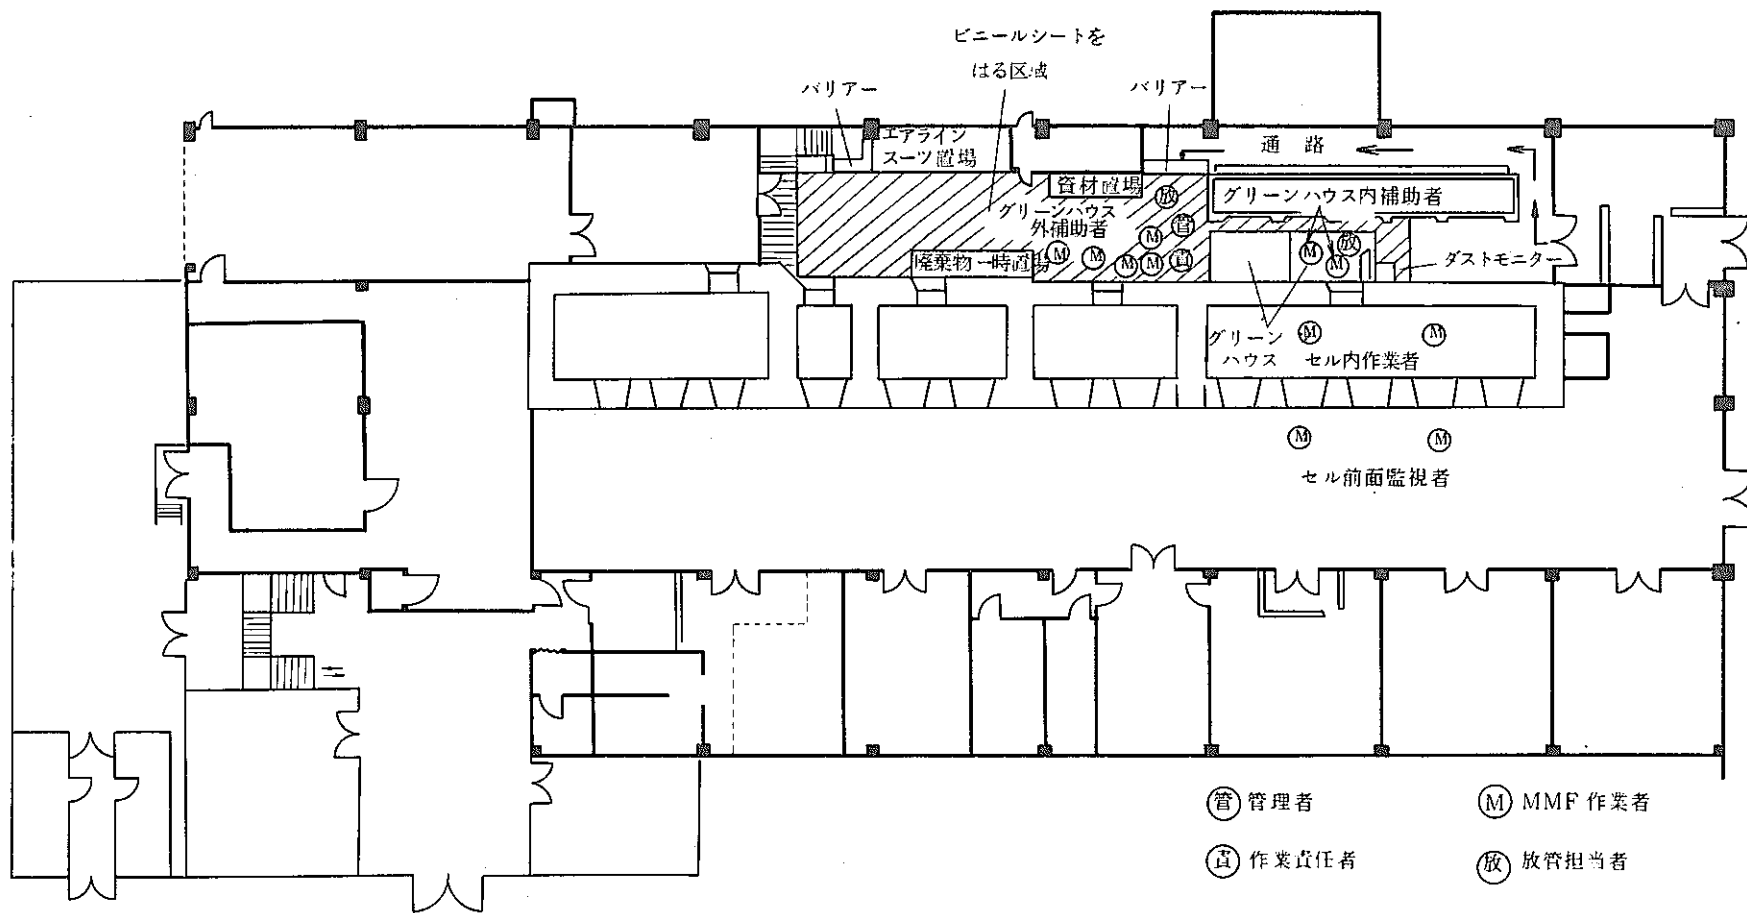 ビニールシートを
はる区域
バリアー
バリアー
エアライン
スーツ置場
通路
資材置場
放
グリーンハウス内補助者
グリーンハウス
外補助者
管
放
M
M
M
M
M
責
M
M
廃棄物一時置場
ダストモニター
グリーン
ハウス
M
M
セル内作業者
M
M
セル前面監視者
管 管理者
M MMF 作業者
責 作業責任者
放 放管担当者